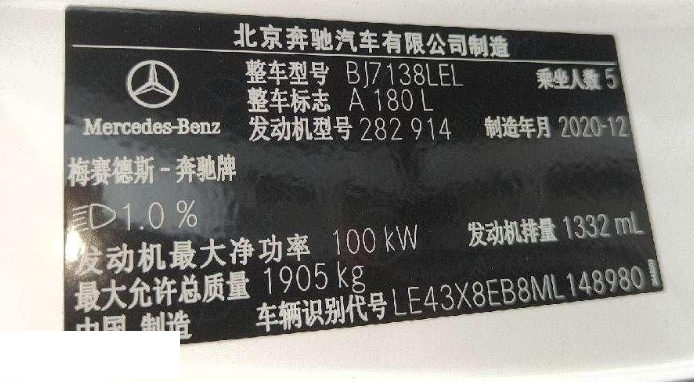 北京奔驰汽车有限公司制造
整车型号 BJ7138LEL 乘坐人数 5
整车标志 A 180 L
Mercedes-Benz 发动机型号 282 914 制造年月 2020-12
梅赛德斯-奔驰牌
1.0 %
发动机最大净功率 100 kW 发动机排量 1332 mL
最大允许总质量 1905 kg
中国 制造 车辆识别代号 LE43X8EB8ML148980